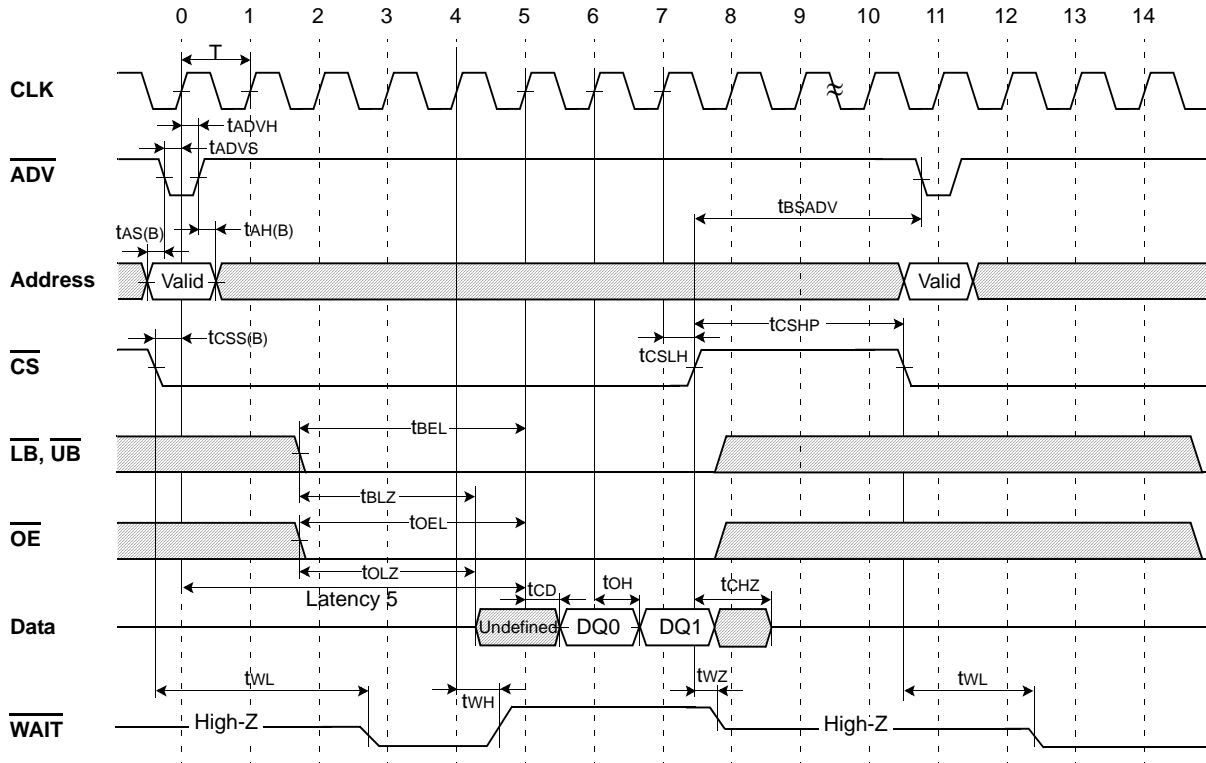 0 1 2 3 4 5 6 7 8 9 10 11 12 13 14
T
CLK
tADVH
tADVS
ADV
tBSADV
tAS(B) tAH(B)
Address Valid Valid
tCSS(B) tCSHP
tCSLH
CS
tBEL
LB, UB
tBLZ
tOEL
OE
tOLZ
tCD tOH tCHZ
Latency 5
Data Undefined DQ0 DQ1
tWL tWH tWZ tWL
High-Z High-Z
WAIT